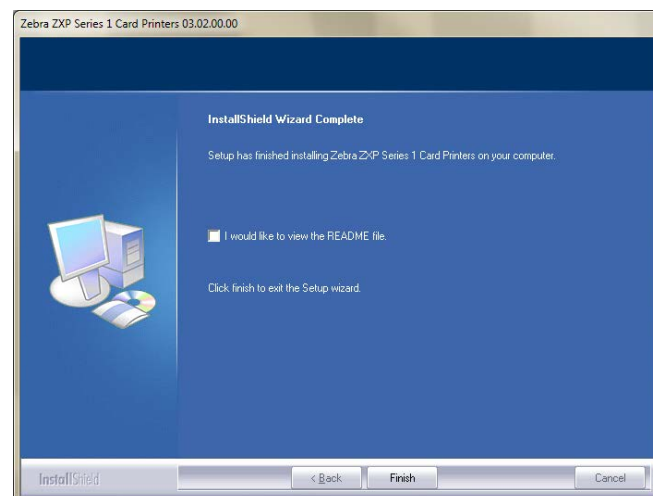 Zebra ZXP Series 1 Card Printers 03.02.00.00
InstallShield Wizard Complete
Setup has finished installing Zebra ZXP Series 1 Card Printers on your computer.
I would like to view the README file.
Click finish to exit the Setup wizard.
InstallShield
< Back
Finish
Cancel